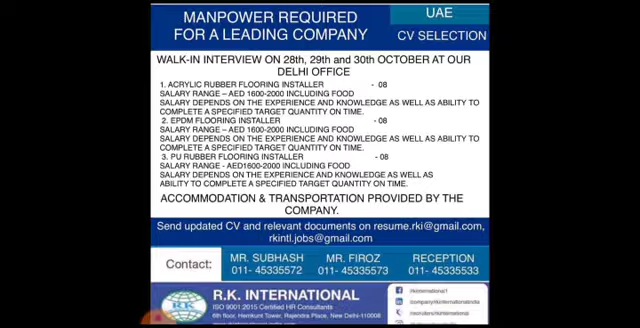 MANPOWER REQUIRED
FOR A LEADING COMPANY
UAE
CV SELECTION
WALK-IN INTERVIEW ON 28th, 29th and 30th OCTOBER AT OUR
DELHI OFFICE
1. ACRYLIC RUBBER FLOORING INSTALLER - 08
SALARY RANGE – AED 1600-2000 INCLUDING FOOD
SALARY DEPENDS ON THE EXPERIENCE AND KNOWLEDGE AS WELL AS ABILITY TO
COMPLETE A SPECIFIED TARGET QUANTITY ON TIME.
2. EPDM FLOORING INSTALLER - 08
SALARY RANGE – AED 1600-2000 INCLUDING FOOD
SALARY DEPENDS ON THE EXPERIENCE AND KNOWLEDGE AS WELL AS ABILITY TO
COMPLETE A SPECIFIED TARGET QUANTITY ON TIME.
3. PU RUBBER FLOORING INSTALLER - 08
SALARY RANGE - AED1600-2000 INCLUDING FOOD
SALARY DEPENDS ON THE EXPERIENCE AND KNOWLEDGE AS WELL AS
ABILITY TO COMPLETE A SPECIFIED TARGET QUANTITY ON TIME.
ACCOMMODATION & TRANSPORTATION PROVIDED BY THE
COMPANY.
Send updated CV and relevant documents on resume.rki@gmail.com,
rkintl.jobs@gmail.com
Contact:
MR. SUBHASH
011- 45335572
MR. FIROZ
011- 45335573
RECEPTION
011- 45335533
RK
R.K. INTERNATIONAL
ISO 9001:2015 Certified HR Consultants
6th floor, Hemkunt Tower, Rajendra Place, New Delhi-110008
/rkinternational1
/company/rkinternationalindia
/recruiters/rkintnational